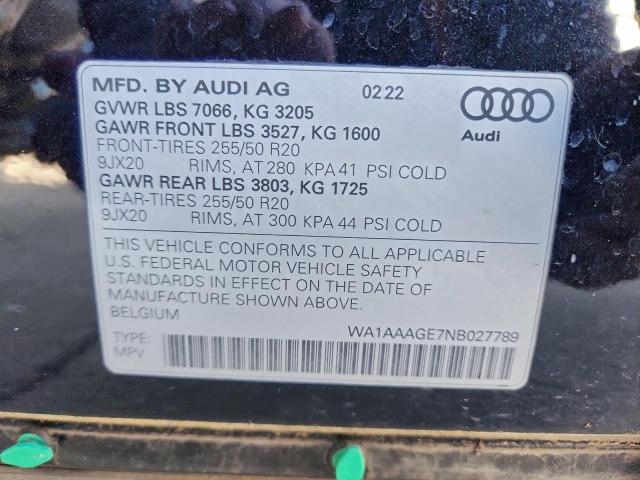 MFD. BY AUDI AG 02 22
GVWR LBS 7066, KG 3205
GAWR FRONT LBS 3527, KG 1600
FRONT-TIRES 255/50 R20
9JX20 RIMS, AT 280 KPA 41 PSI COLD
GAWR REAR LBS 3803, KG 1725
REAR-TIRES 255/50 R20
9JX20 RIMS, AT 300 KPA 44 PSI COLD
Audi
THIS VEHICLE CONFORMS TO ALL APPLICABLE
U.S. FEDERAL MOTOR VEHICLE SAFETY
STANDARDS IN EFFECT ON THE DATE OF
MANUFACTURE SHOWN ABOVE.
BELGIUM
WA1AAAGE7NB027789
TYPE:
MPV